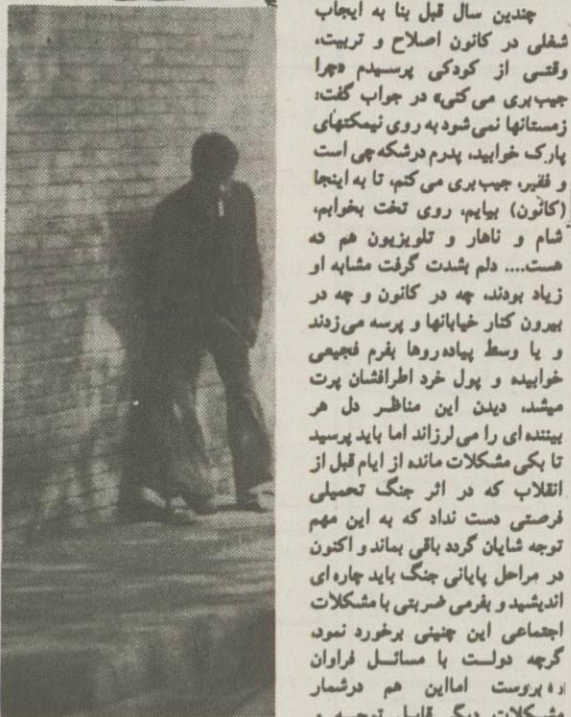 چندین سال قبل بنا به ایجاب
شغلی در کانون اصلاح و تربیت،
وقتی از کودکی پرسیدم «چرا
جیب‌بری می‌کنی» در جواب گفت:
زمستانها نمی‌شود به روی نیمکتهای
پارک خوابید، پدرم درشکه‌چی است
و فقیر، جیب‌بری می‌کنم، تا به اینجا
(کانون) بیایم، روی تخت بخوابم،
شام و ناهار و تلویزیون هم که
هست.... دلم بشدت گرفت مشابه او
زیاد بودند، چه در کانون و چه در
بیرون کنار خیابانها و پرسه می‌زدند
و یا وسط پیاده‌روها بفرم فجیعی
خوابیده و پول خرد اطرافشان پرت
میشد، دیدن این مناظر دل هر
بیننده‌ای را می‌لرزاند اما باید پرسید
تا بکی مشکلات مانده از ایام قبل از
انقلاب که در اثر جنگ تحمیلی
فرصتی دست نداد که به این مهم
توجه شایان گردد باقی بماند و اکنون
در مراحل پایانی جنگ باید چاره‌ای
اندیشید و بفرمی ضربتی با مشکلات
اجتماعی این چنینی برخورد نمود،
گرچه دولت با مسائل فراوان
روبروست امااین هم درشمار
مشکلات دیگر قابل توجه و